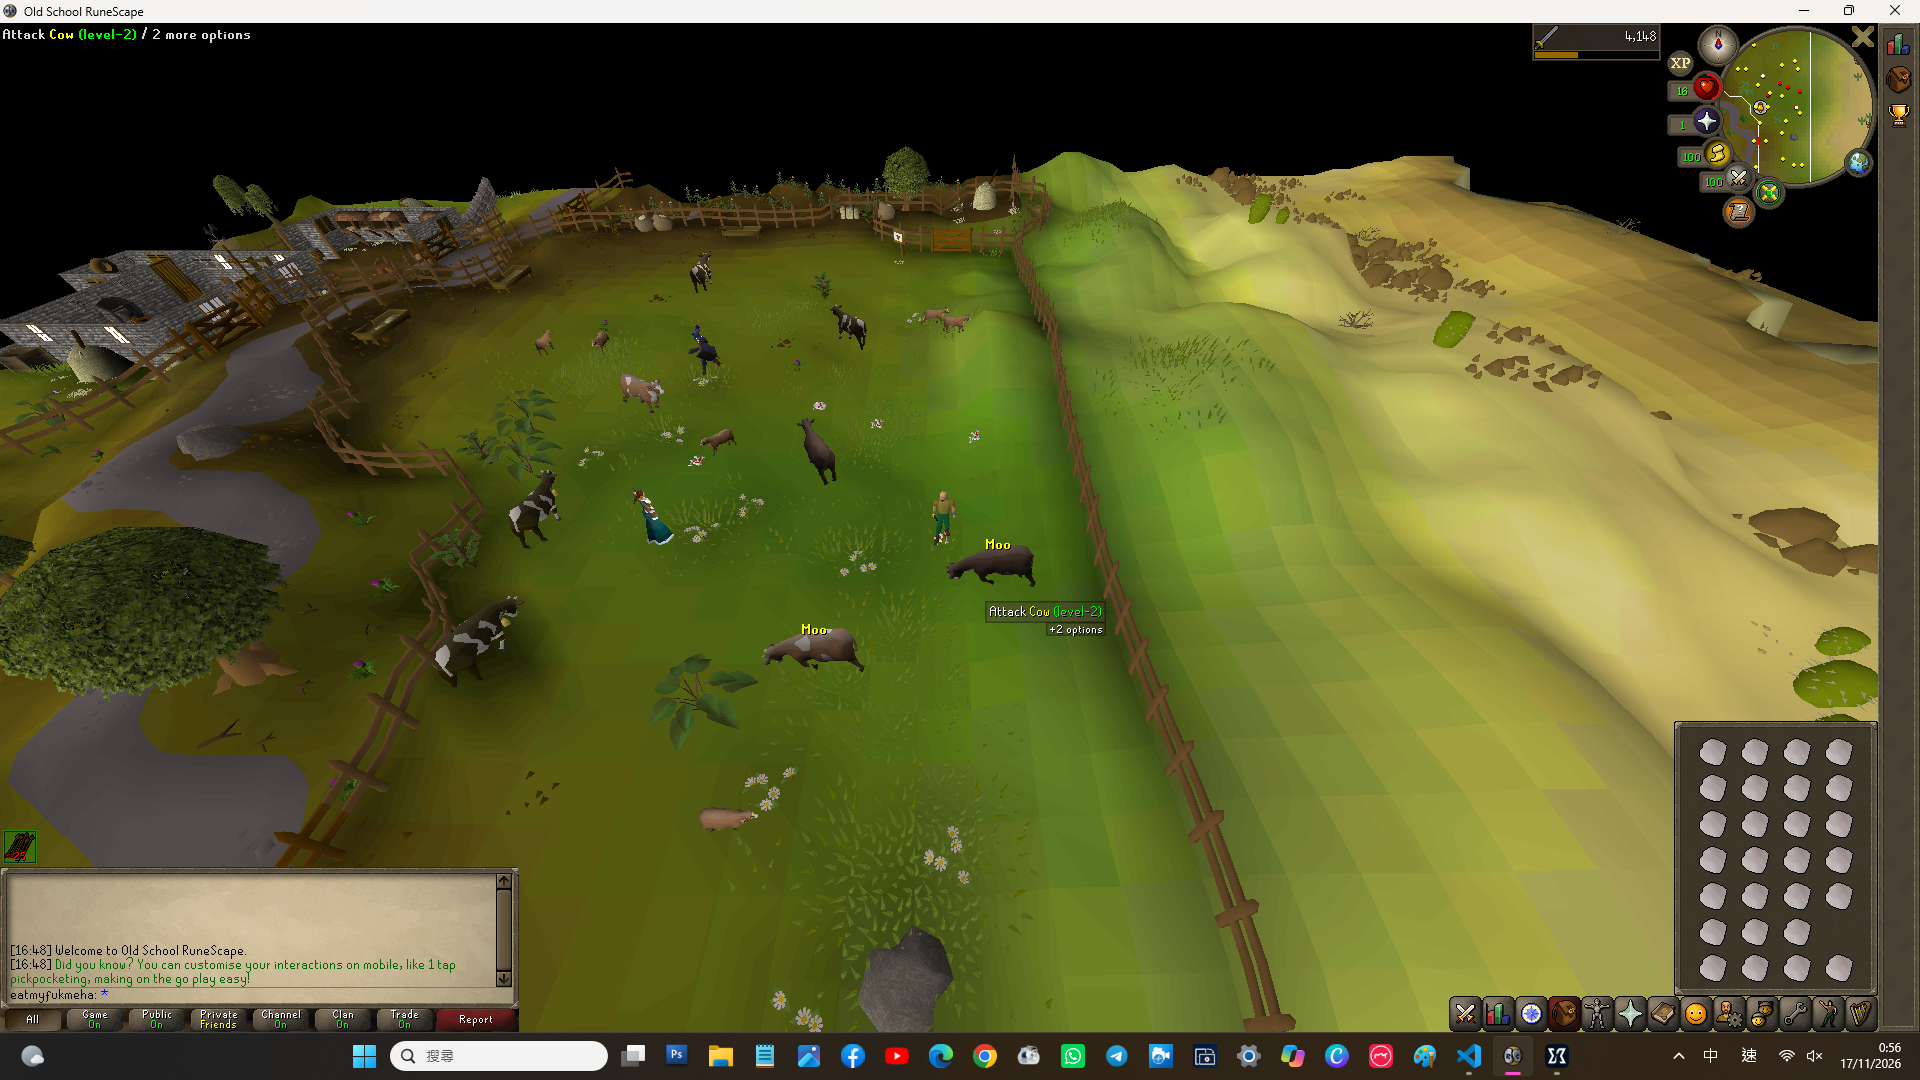 Old School RuneScape
Attack Cow (level-2) / 2 more options
4,148
N
XP
16
1
100
100
Moo
Attack Cow (level-2)
+2 options
Moo
23
[16:48] Welcome to Old School RuneScape.
[16:48] Did you know? You can customise your interactions on mobile, like 1 tap
pickpocketing, making on the go play easy!
eatmyfukmeha: *
All
Game
On
Public
On
Private
Friends
Channel
On
Clan
On
Trade
On
Report
搜尋
Ps
中
速
0:56
17/11/2026